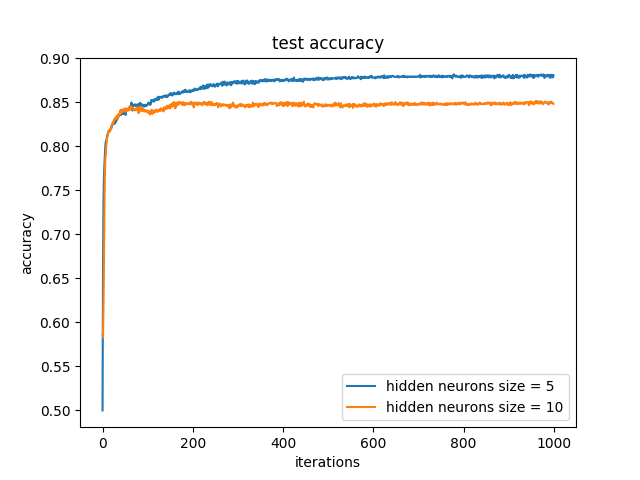 test accuracy
0.90
0.85
0.80
0.75
0.70
0.65
0.60
0.55
0.50
accuracy
hidden neurons size = 5
hidden neurons size = 10
0 200 400 600 800 1000
iterations